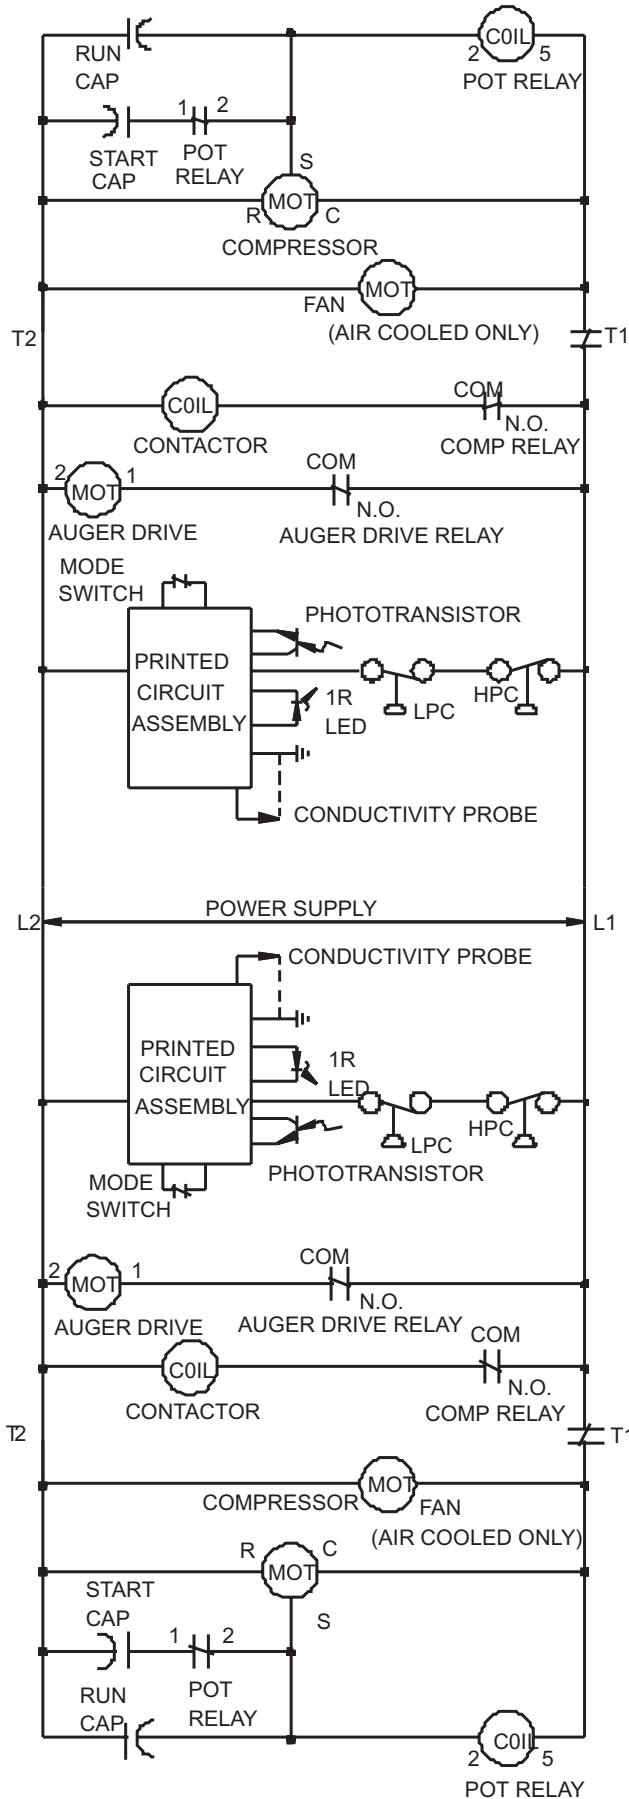 RUN
CAP
C0IL
2 5
POT RELAY
1 2
START
CAP
POT
RELAY
S
MOT
R C
COMPRESSOR
MOT
FAN
(AIR COOLED ONLY)
T2
T1
C0IL
CONTACTOR
COM
N.O.
COMP RELAY
2 1
MOT
AUGER DRIVE
COM
N.O.
AUGER DRIVE RELAY
MODE
SWITCH
PHOTOTRANSISTOR
PRINTED
CIRCUIT
ASSEMBLY
1R
LED
LPC
HPC
CONDUCTIVITY PROBE
L2
POWER SUPPLY
L1
CONDUCTIVITY PROBE
PRINTED
CIRCUIT
ASSEMBLY
1R
LED
LPC
HPC
PHOTOTRANSISTOR
MODE
SWITCH
2 1
MOT
AUGER DRIVE
COM
N.O.
AUGER DRIVE RELAY
C0IL
CONTACTOR
COM
N.O.
COMP RELAY
T2
T1
COMPRESSOR
MOT
FAN
(AIR COOLED ONLY)
R C
MOT
S
START
CAP
1 2
POT
RELAY
RUN
CAP
C0IL
2 5
POT RELAY